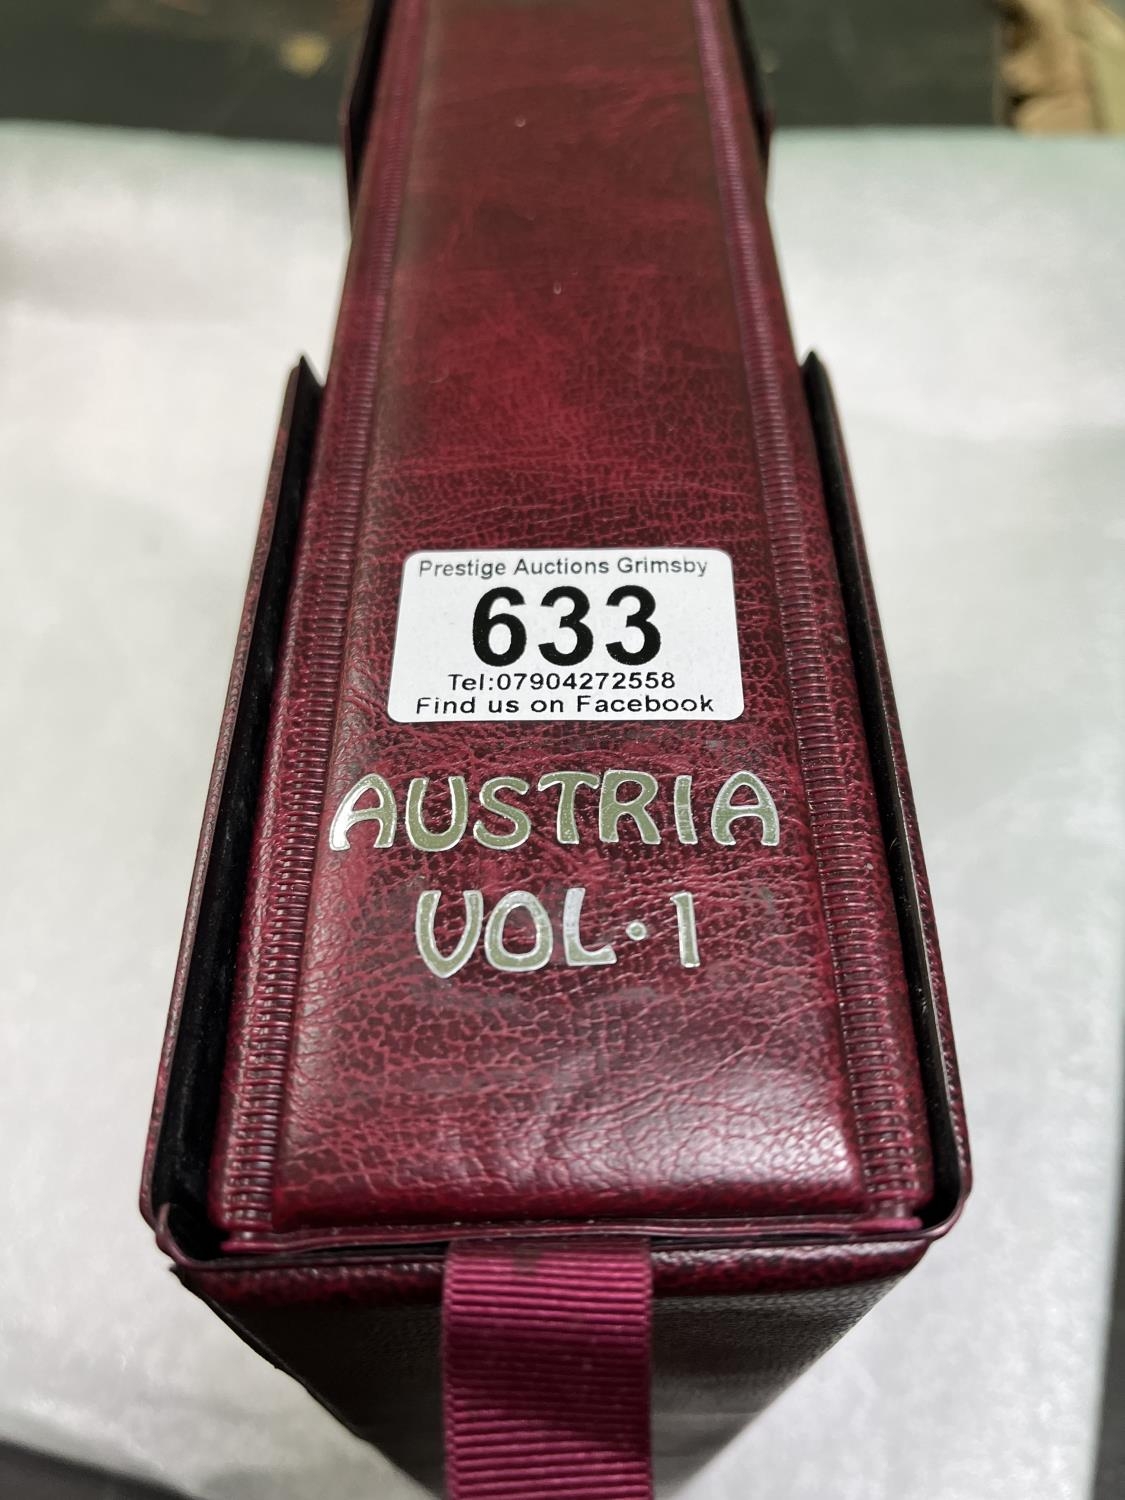 Prestige Auctions Grimsby
633
Tel:07904272558
Find us on Facebook
AUSTRIA
VOL·1